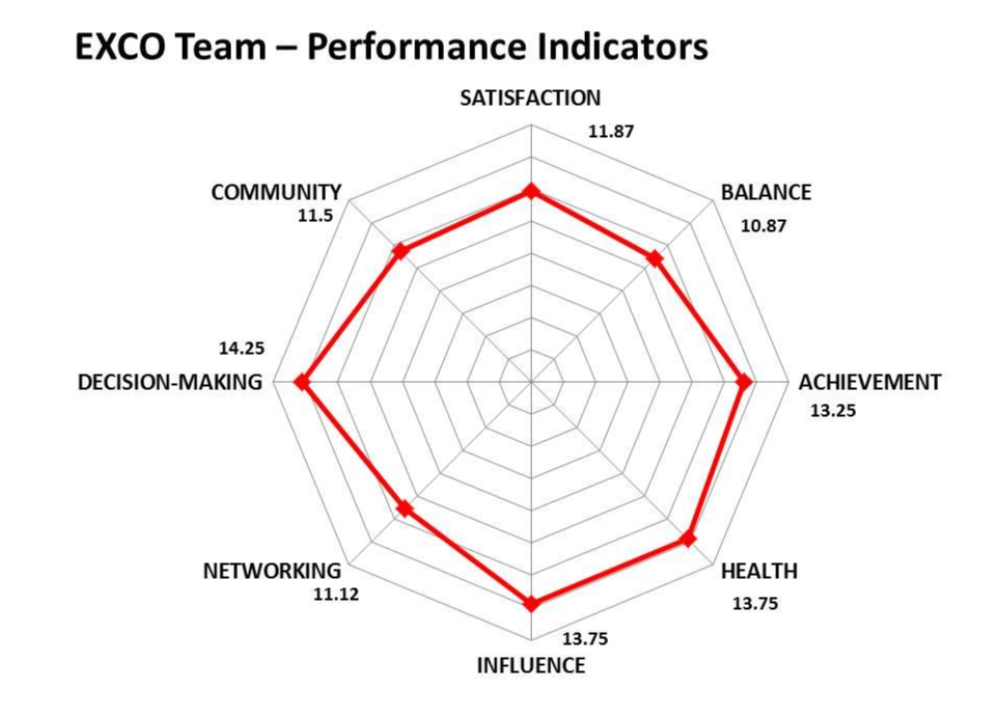 EXCO Team – Performance Indicators
SATISFACTION
11.87
COMMUNITY
11.5
BALANCE
10.87
14.25
DECISION-MAKING
ACHIEVEMENT
13.25
NETWORKING
11.12
HEALTH
13.75
13.75
INFLUENCE